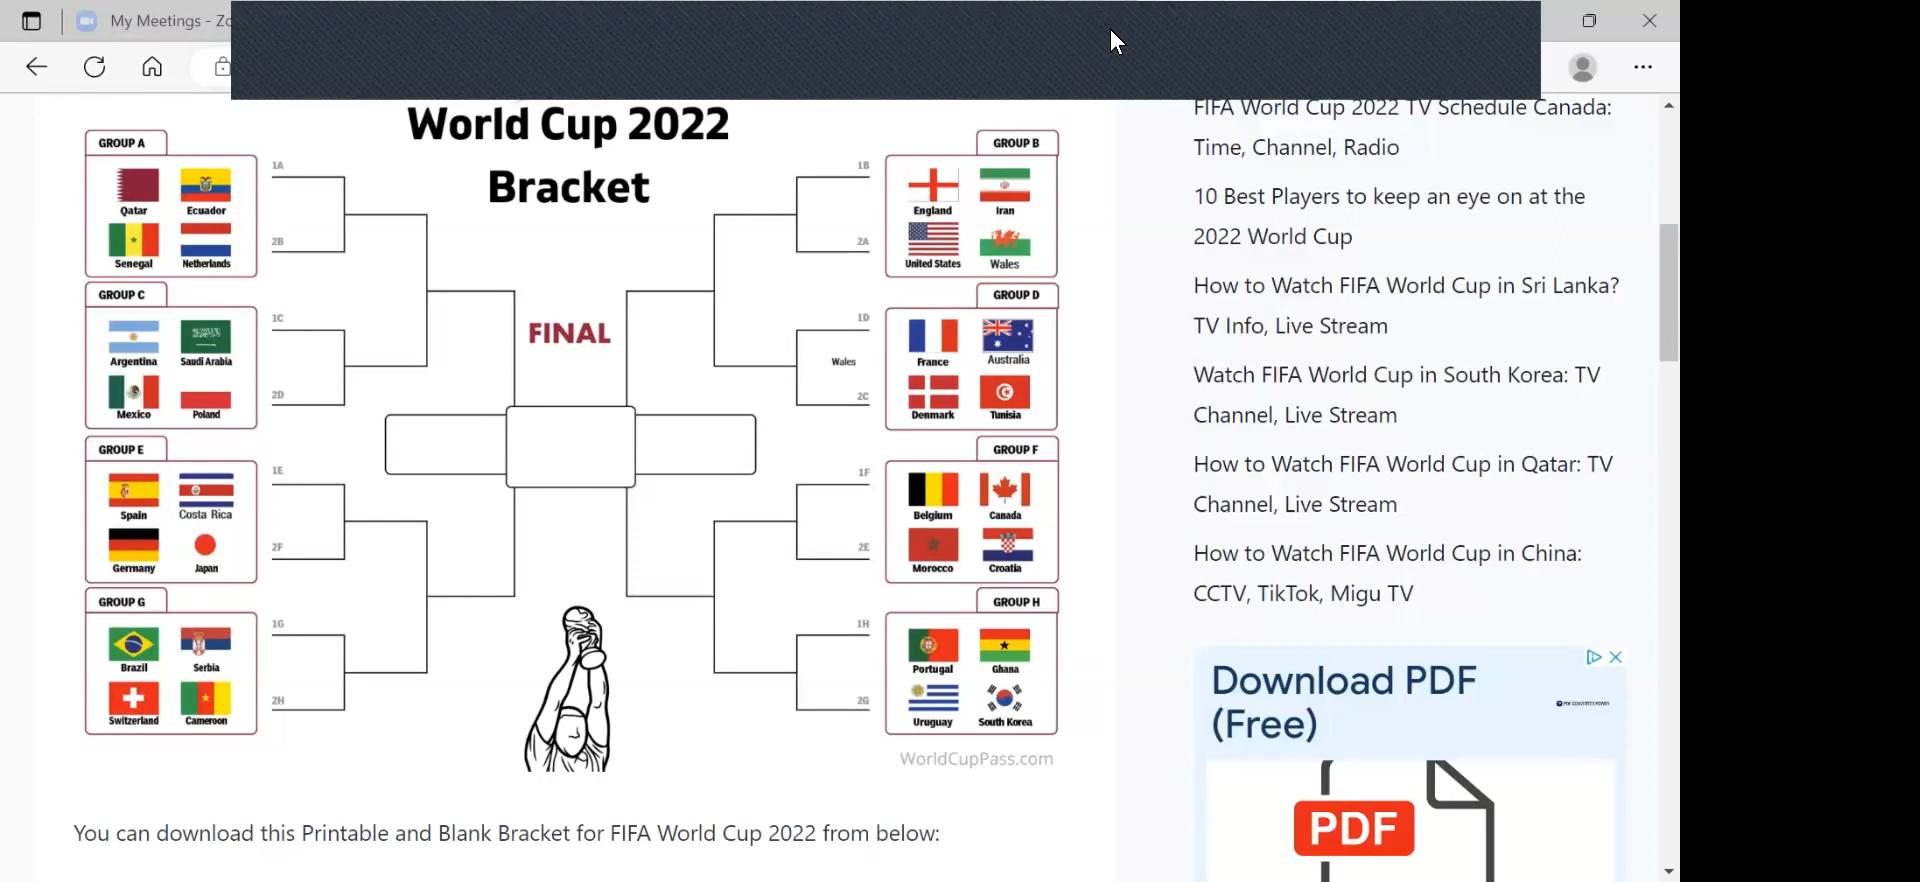 My Meetings - Zo
World Cup 2022
Bracket
GROUP A
Qatar
Ecuador
Senegal
Netherlands
GROUP C
Argentina
Saudi Arabia
Mexico
Poland
GROUP E
Spain
Costa Rica
Germany
Japan
GROUP G
Brazil
Serbia
Switzerland
Cameroon
1A
2B
1C
2D
1E
2F
1G
2H
FINAL
1B
2A
1D
Wales
2C
1F
2E
1H
2G
GROUP B
England
Iran
United States
Wales
GROUP D
France
Australia
Denmark
Tunisia
GROUP F
Belgium
Canada
Morocco
Croatia
GROUP H
Portugal
Ghana
Uruguay
South Korea
WorldCupPass.com
You can download this Printable and Blank Bracket for FIFA World Cup 2022 from below:
FIFA World Cup 2022 TV Schedule Canada:
Time, Channel, Radio
10 Best Players to keep an eye on at the
2022 World Cup
How to Watch FIFA World Cup in Sri Lanka?
TV Info, Live Stream
Watch FIFA World Cup in South Korea: TV
Channel, Live Stream
How to Watch FIFA World Cup in Qatar: TV
Channel, Live Stream
How to Watch FIFA World Cup in China:
CCTV, TikTok, Migu TV
Download PDF
(Free)
PDF